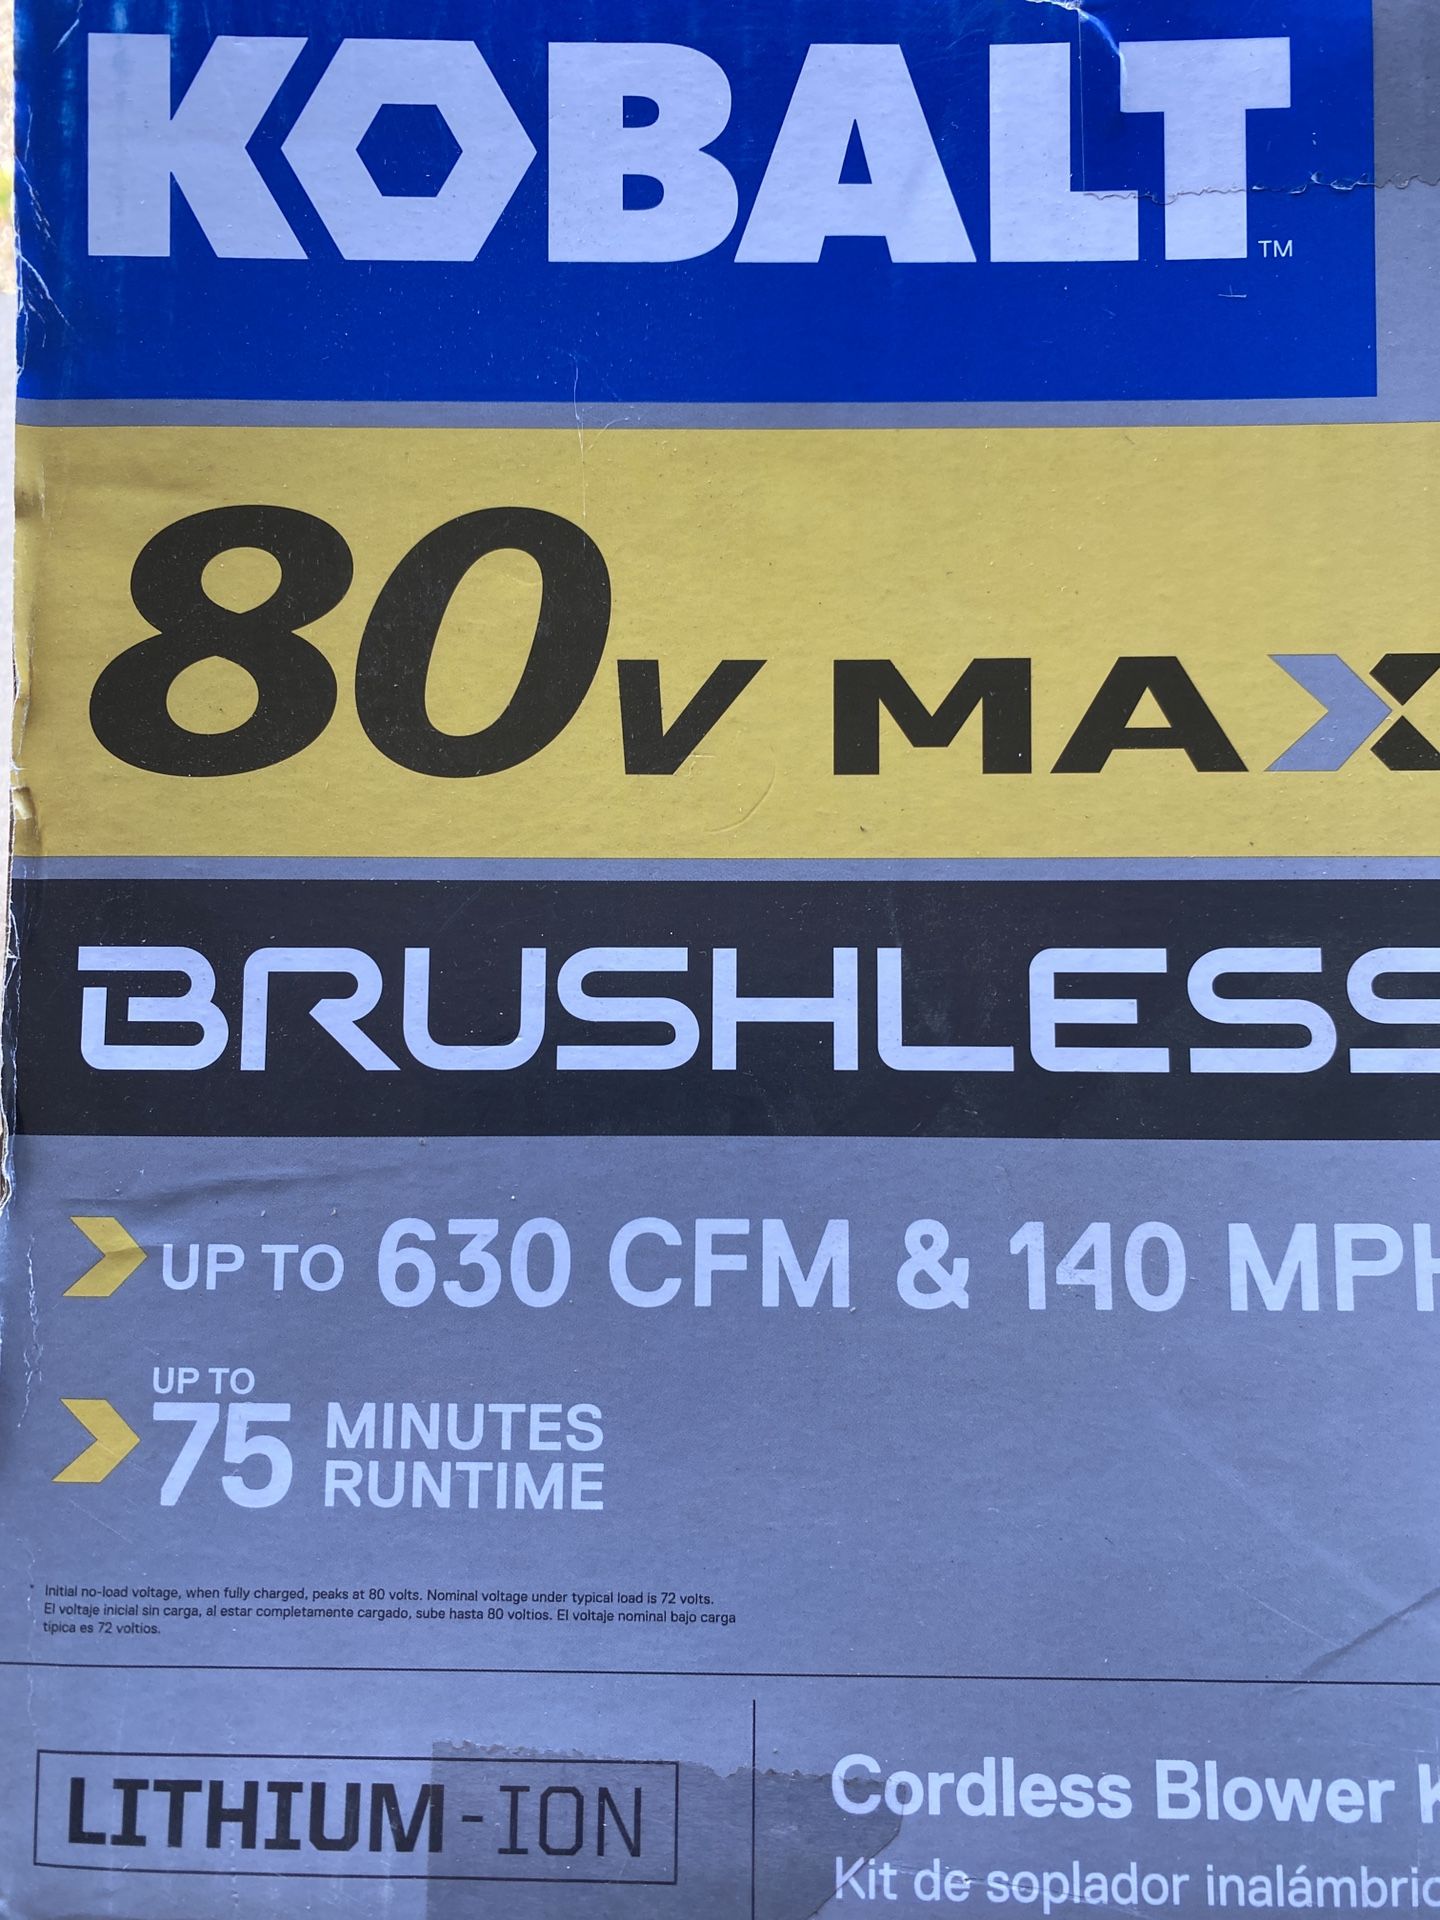 KOBALT™
80V MAX
BRUSHLESS
UP TO 630 CFM & 140 MPH
UP TO
75 MINUTES
RUNTIME
* Initial no-load voltage, when fully charged, peaks at 80 volts. Nominal voltage under typical load is 72 volts.
El voltaje inicial sin carga, al estar completamente cargado, sube hasta 80 voltios. El voltaje nominal bajo carga
típica es 72 voltios.
LITHIUM-ION
Cordless Blower K
Kit de soplador inalámbric